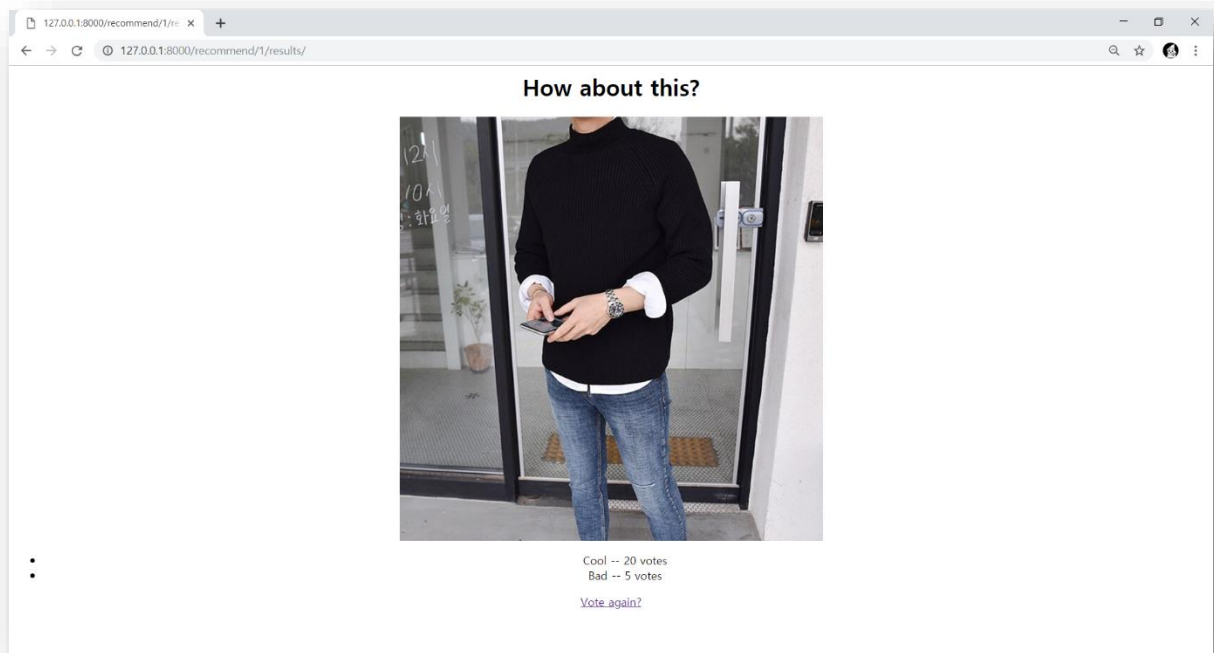 127.0.0.1:8000/recommend/1/re
127.0.0.1:8000/recommend/1/results/
How about this?
12시
10시
: 화요일
Cool -- 20 votes
Bad -- 5 votes
Vote again?